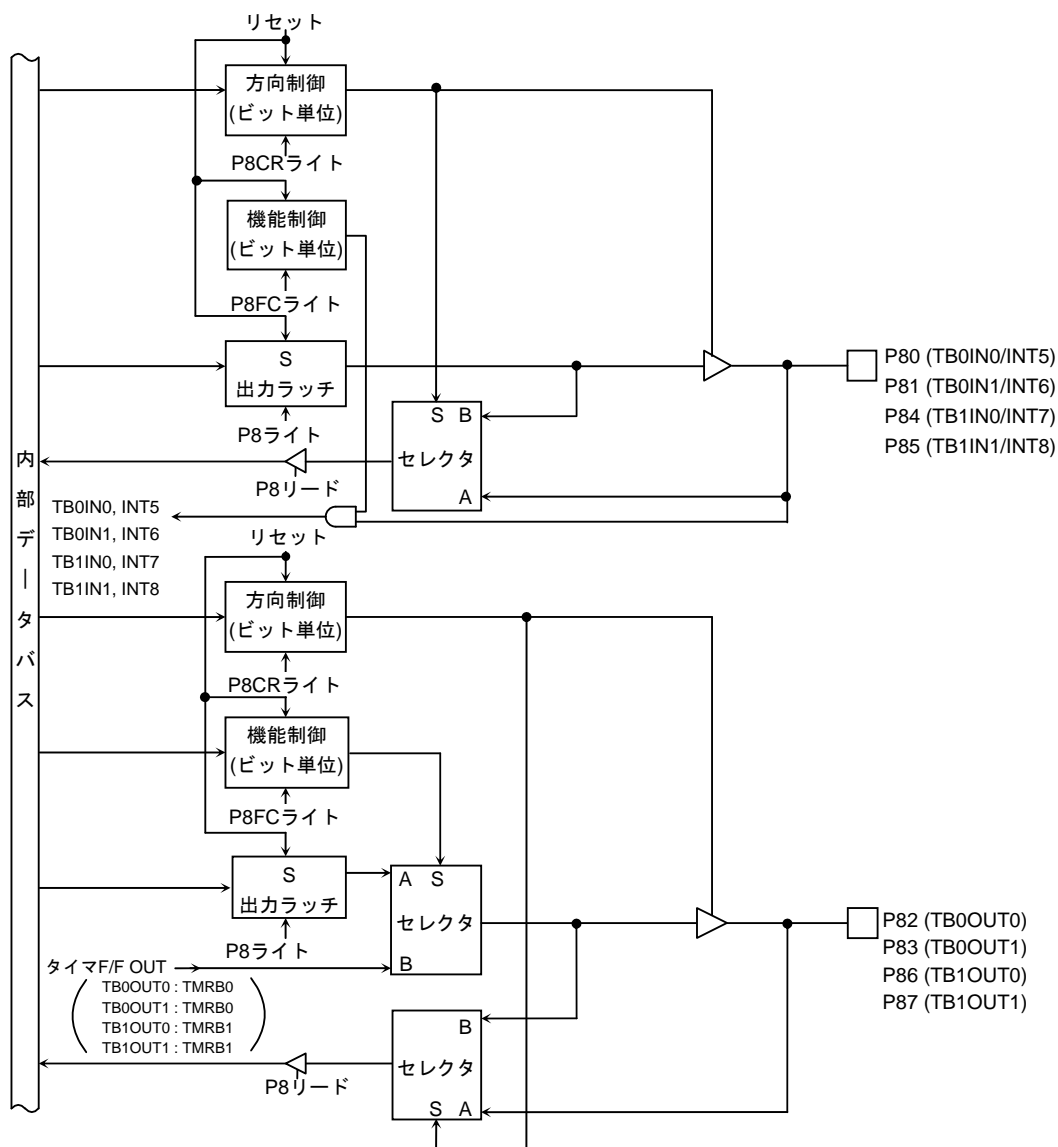 リセット
方向制御
(ビット単位)
P8CRライト
機能制御
(ビット単位)
P8FCライト
S
出力ラッチ
P8ライト
S B
セレクタ
A
P8リード
P80 (TB0IN0/INT5)
P81 (TB0IN1/INT6)
P84 (TB1IN0/INT7)
P85 (TB1IN1/INT8)
内部データバス
TB0IN0, INT5
TB0IN1, INT6
TB1IN0, INT7
TB1IN1, INT8
リセット
方向制御
(ビット単位)
P8CRライト
機能制御
(ビット単位)
P8FCライト
S
出力ラッチ
P8ライト
A S
セレクタ
B
タイマF/F OUT
TB0OUT0 : TMRB0
TB0OUT1 : TMRB0
TB1OUT0 : TMRB1
TB1OUT1 : TMRB1
P82 (TB0OUT0)
P83 (TB0OUT1)
P86 (TB1OUT0)
P87 (TB1OUT1)
B
セレクタ
S A
P8リード